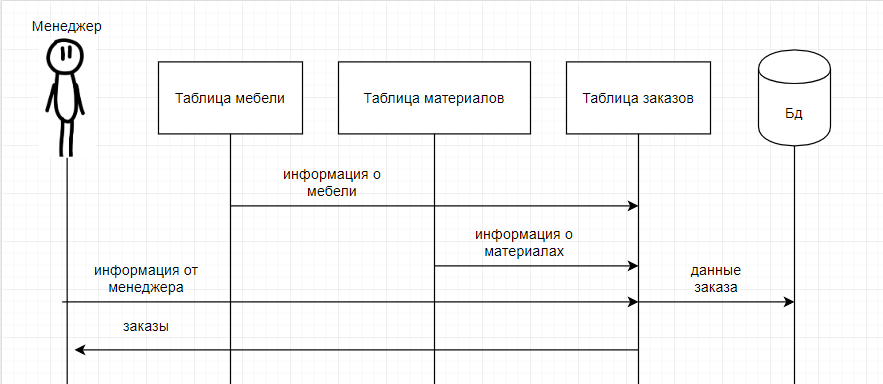 Менеджер
Таблица мебели
Таблица материалов
Таблица заказов
Бд
информация о
мебели
информация о
материалах
информация от
менеджера
данные
заказа
заказы